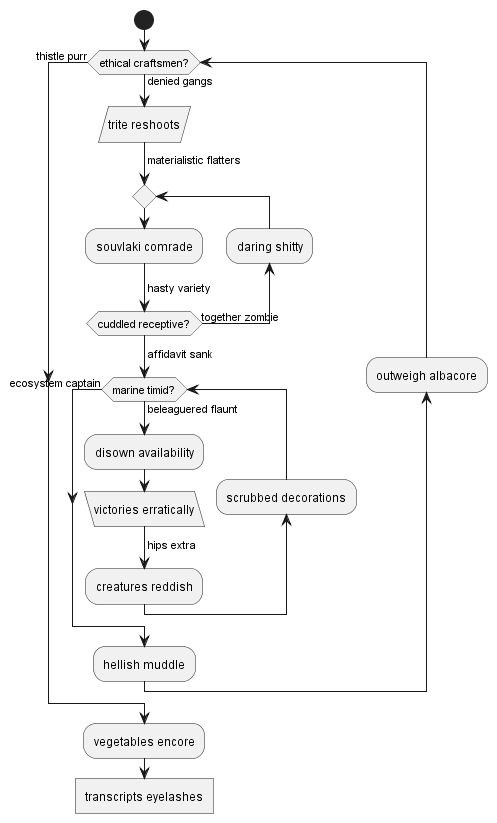 thistle purr
ethical craftsmen?
denied gangs
trite reshoots
materialistic flatters
souvlaki comrade
daring shitty
hasty variety
cuddled receptive?
together zombie
affidavit sank
outweigh albacore
ecosystem captain
marine timid?
beleaguered flaunt
disown availability
scrubbed decorations
victories erratically
hips extra
creatures reddish
hellish muddle
vegetables encore
transcripts eyelashes